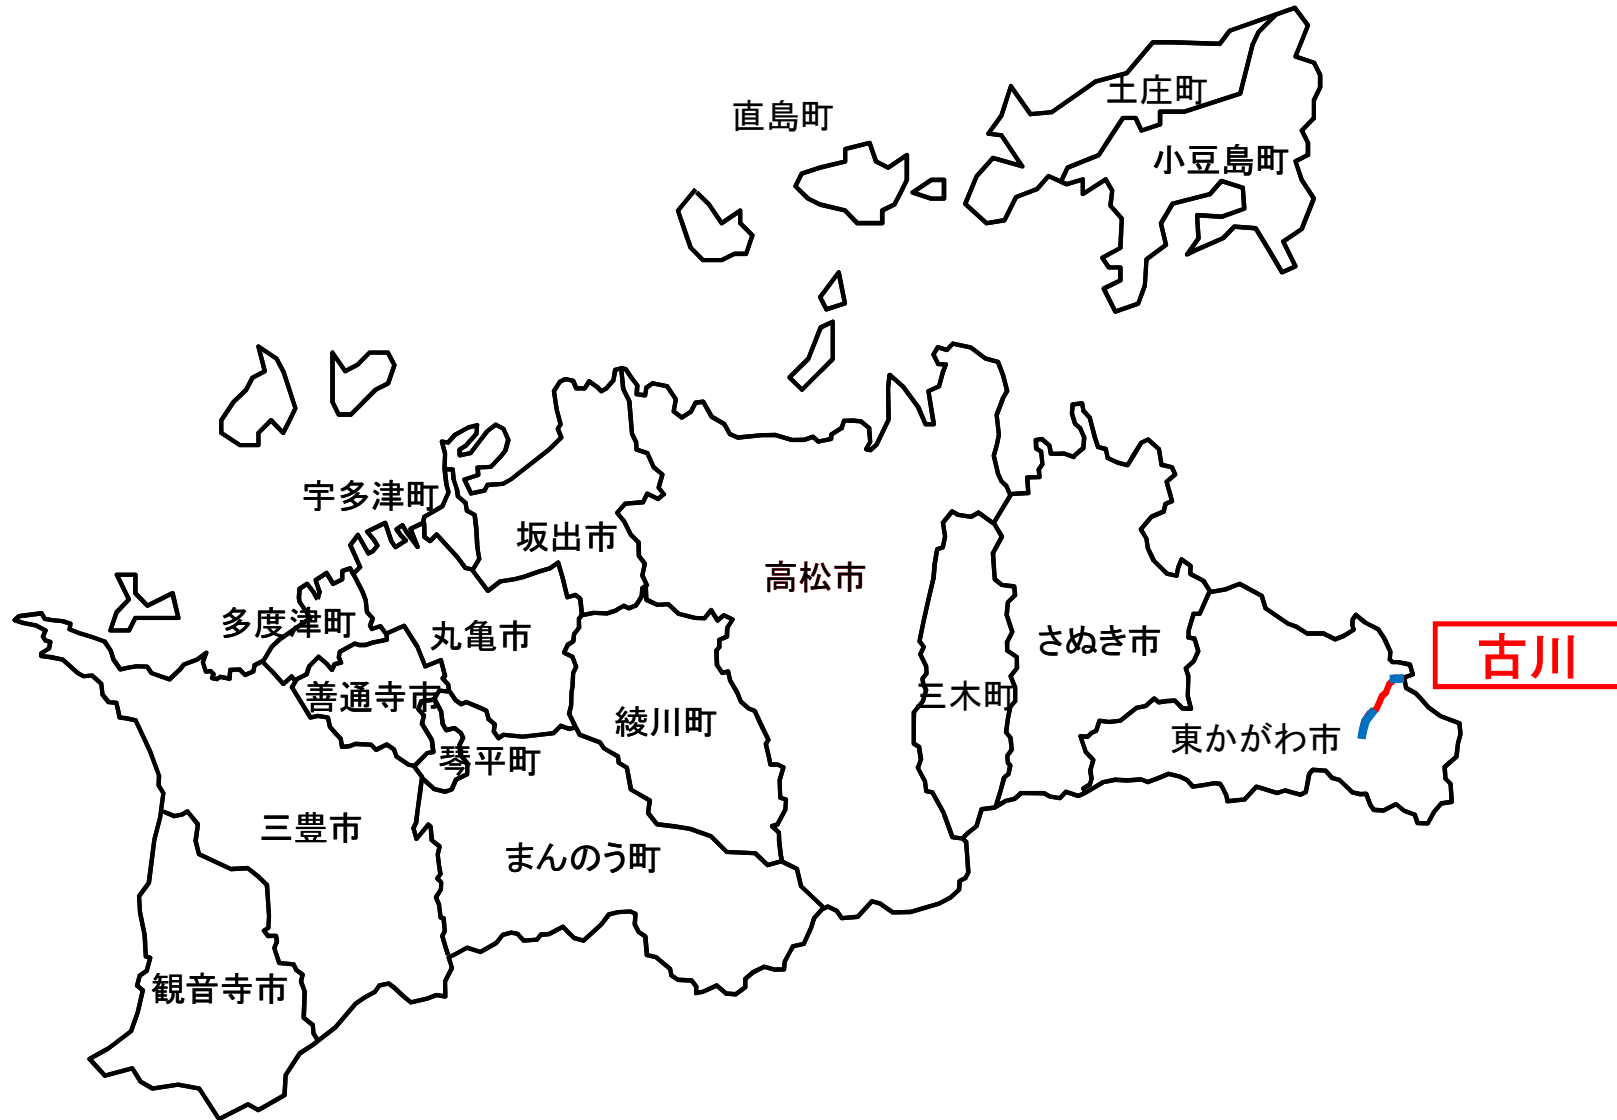 土庄町
直島町
小豆島町
宇多津町
坂出市
高松市
多度津町
丸亀市
さぬき市
古川
善通寺市
三木町
綾川町
東かがわ市
琴平町
三豊市
まんのう町
観音寺市